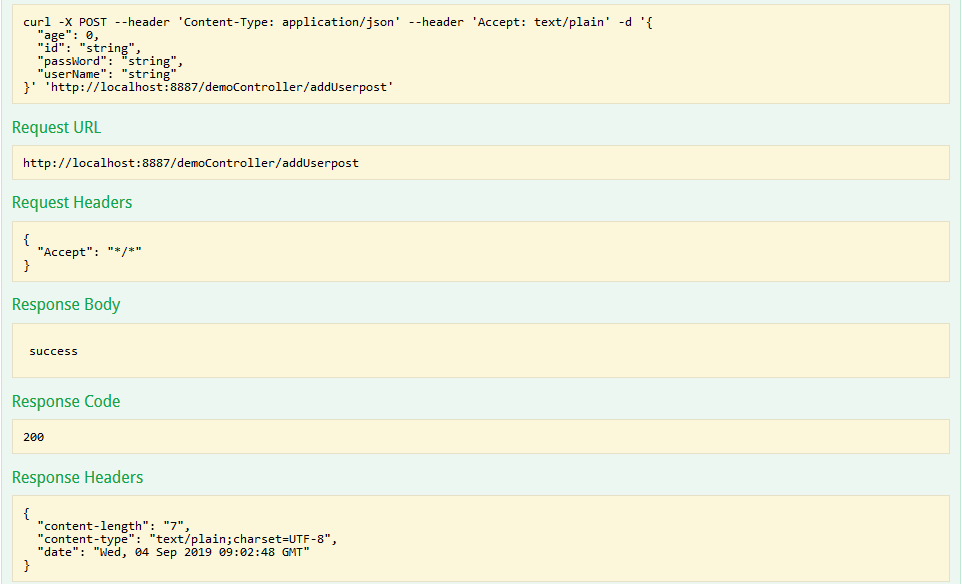 curl -X POST --header 'Content-Type: application/json' --header 'Accept: text/plain' -d '{
  "age": 0,
  "id": "string",
  "passWord": "string",
  "userName": "string"
}' 'http://localhost:8887/demoController/addUserpost'
Request URL
http://localhost:8887/demoController/addUserpost
Request Headers
{
  "Accept": "*/*"
}
Response Body
success
Response Code
200
Response Headers
{
  "content-length": "7",
  "content-type": "text/plain;charset=UTF-8",
  "date": "Wed, 04 Sep 2019 09:02:48 GMT"
}